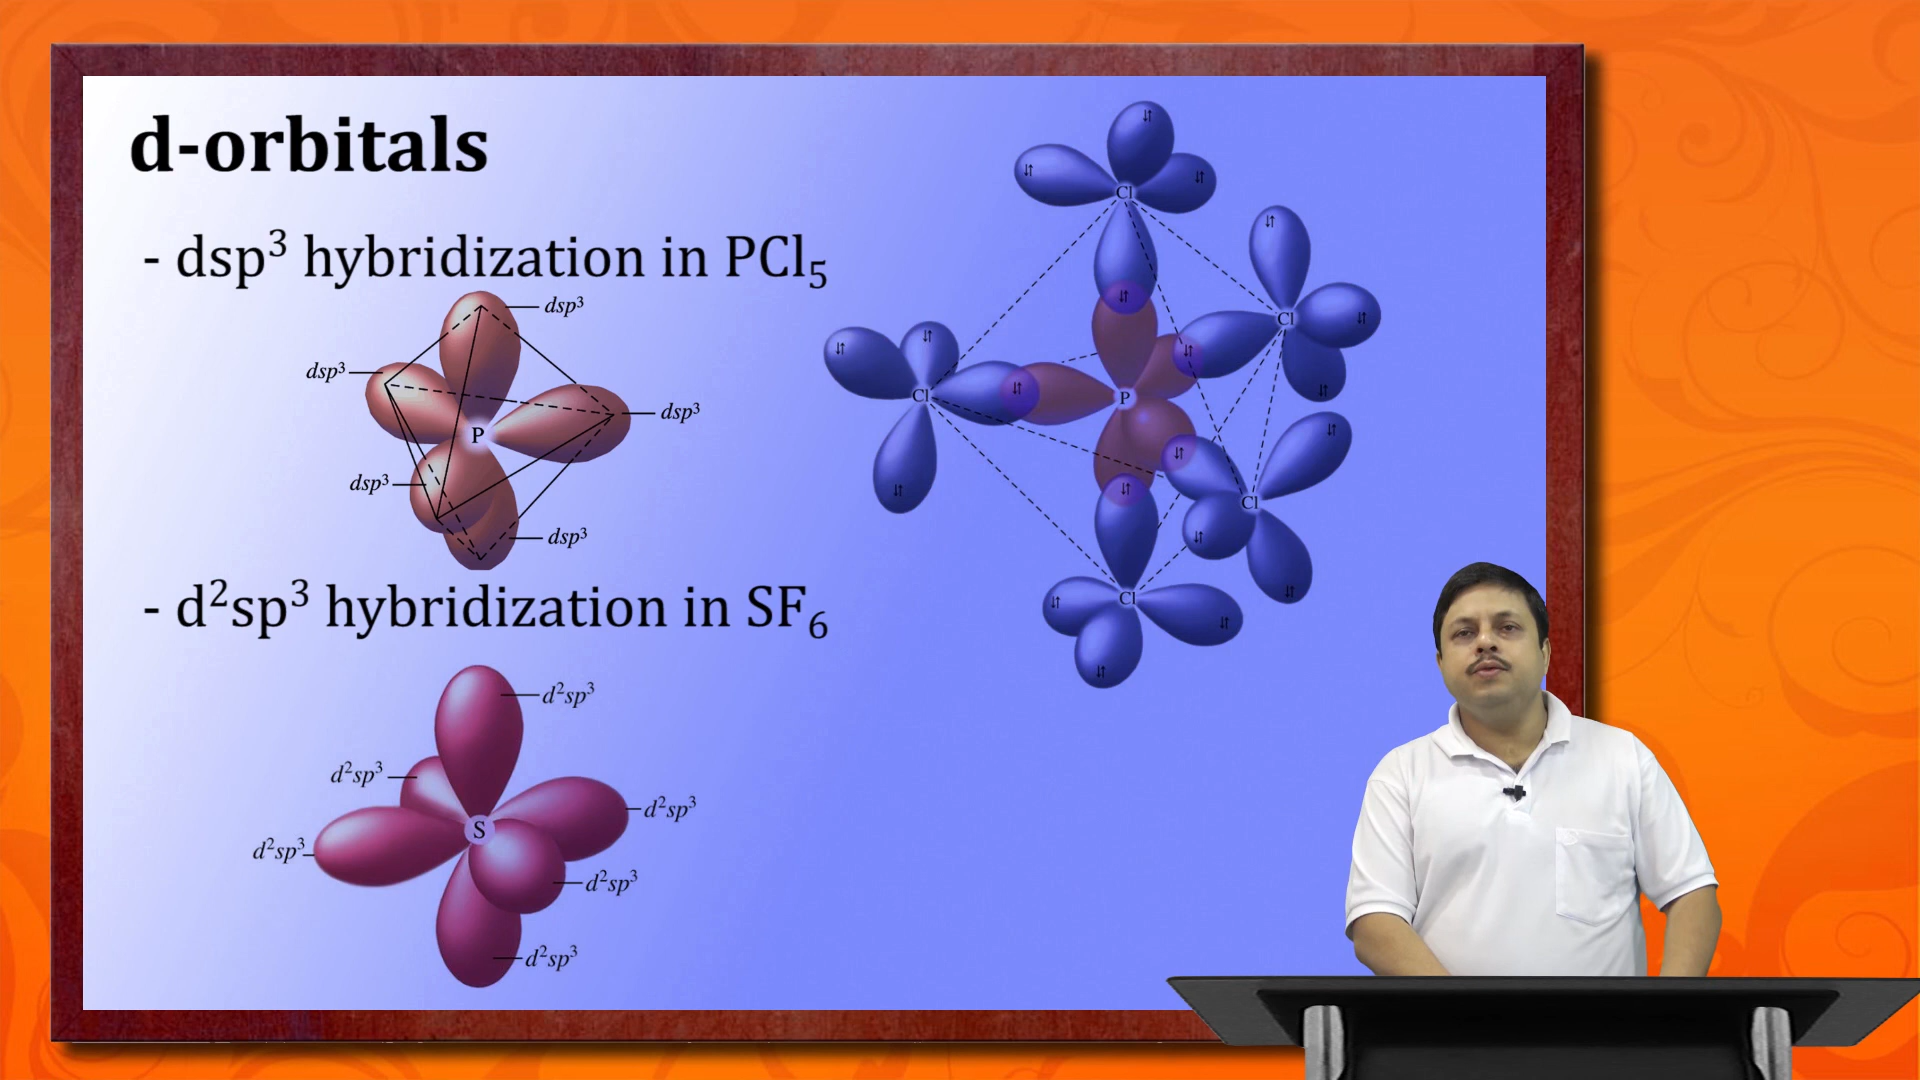 d-orbitals
- dsp³ hybridization in PCl₅
dsp³
dsp³
dsp³
P
dsp³
dsp³
Cl
Cl
Cl
P
Cl
Cl
- d²sp³ hybridization in SF₆
d²sp³
d²sp³
d²sp³
S
d²sp³
d²sp³
d²sp³